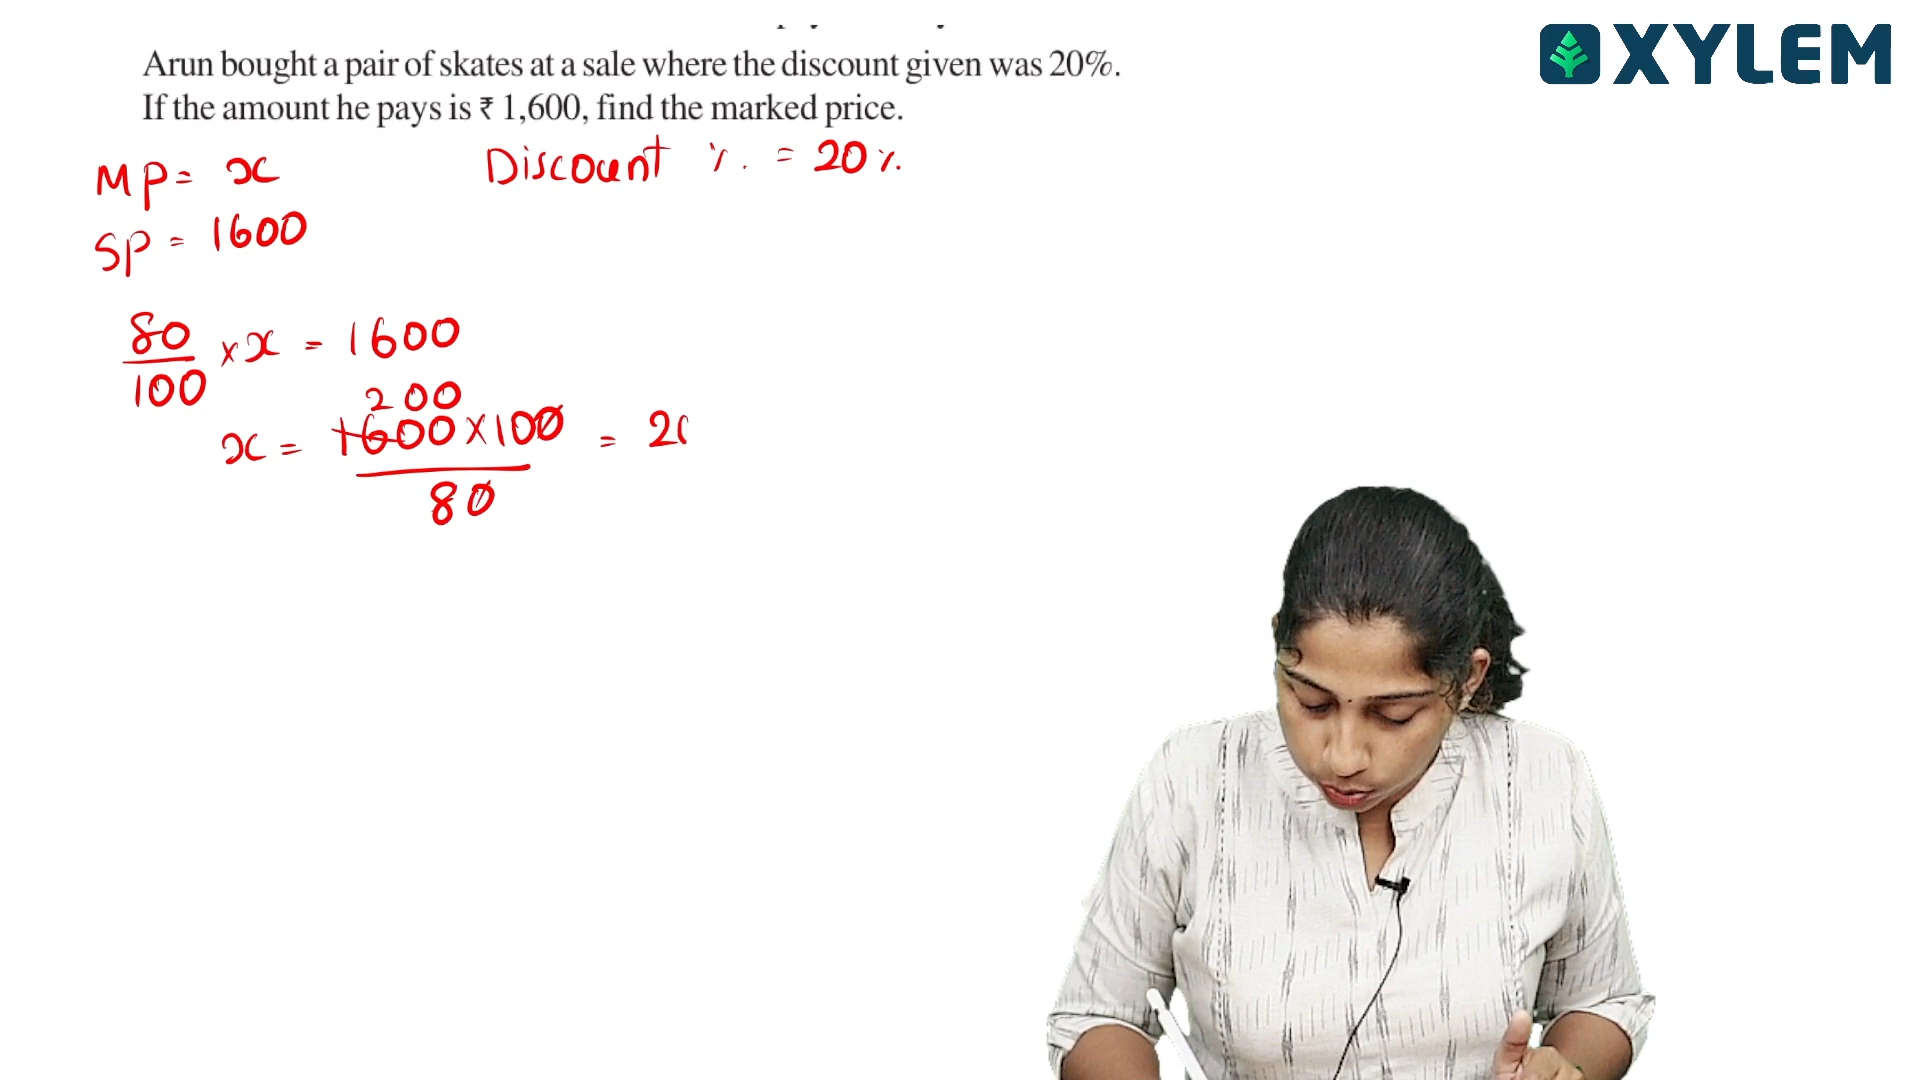 XYLEM
Arun bought a pair of skates at a sale where the discount given was 20%.
If the amount he pays is ₹ 1,600, find the marked price.
MP = x
Discount % = 20%
SP = 1600
80/100 × x = 1600
200
x = 1600 × 100 / 80 = 20